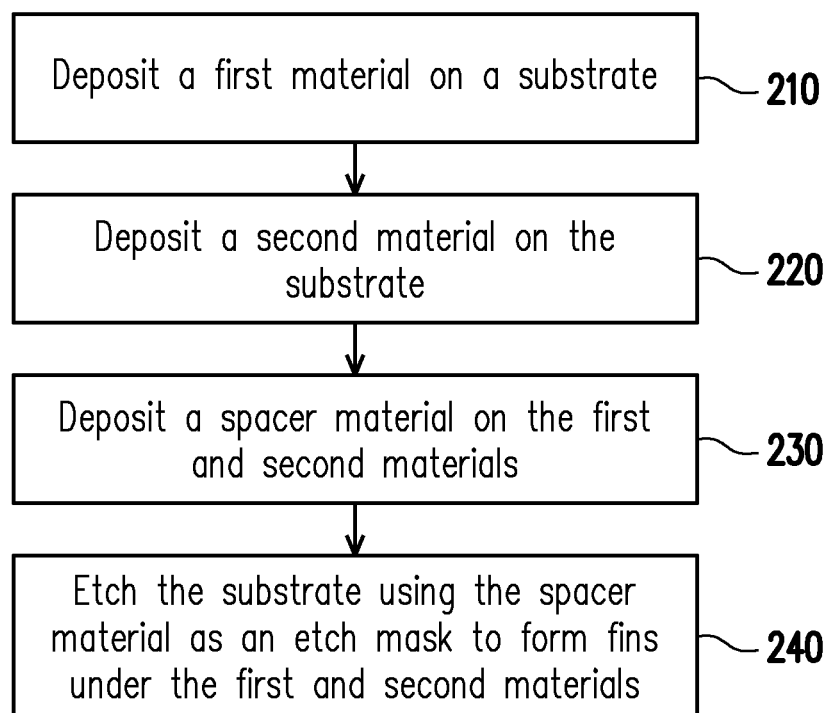 Deposit a first material on a substrate
210
Deposit a second material on the
substrate
220
Deposit a spacer material on the first
and second materials
230
Etch the substrate using the spacer
material as an etch mask to form fins
under the first and second materials
240